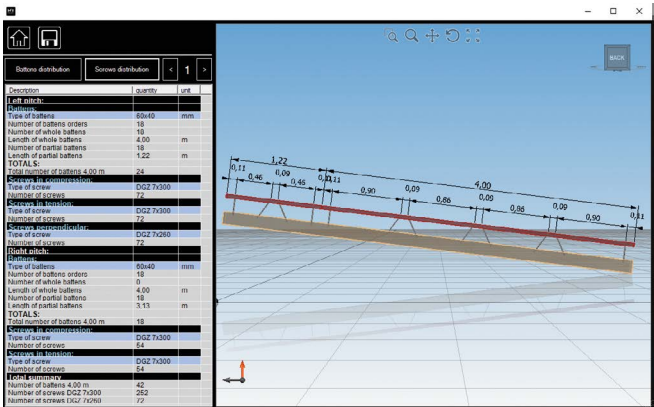 Battens distribution
Screws distribution
< 1 >
Description quantity unit
Left pitch:
Battens:
Type of battens 60x40 mm
Number of battens orders 18
Number of whole battens 18
Length of whole battens 4.00 m
Number of partial battens 18
Length of partial battens 1.22 m
TOTALS:
Total number of battens 4,00 m 24
Screws in compression:
Type of screw DGZ 7x300
Number of screws 72
Screws in tension:
Type of screw DGZ 7x300
Number of screws 72
Screws perpendicular:
Type of screw DGZ 7x260
Number of screws 72
Right pitch:
Battens:
Type of battens 60x40 mm
Number of battens orders 18
Number of whole battens 0
Length of whole battens 4.00 m
Number of partial battens 18
Length of partial battens 3.13 m
TOTALS:
Total number of battens 4,00 m 18
Screws in compression:
Type of screw DGZ 7x300
Number of screws 54
Screws in tension:
Type of screw DGZ 7x300
Number of screws 54
Total summary
Number of battens 4,00 m 42
Number of screws DGZ 7x300 252
Number of screws DGZ 7x260 72
BACK
1,22
4,00
0,11 0,46 0,09 0,46 0,11 0,90 0,09 0,86 0,09 0,86 0,09 0,90 0,11